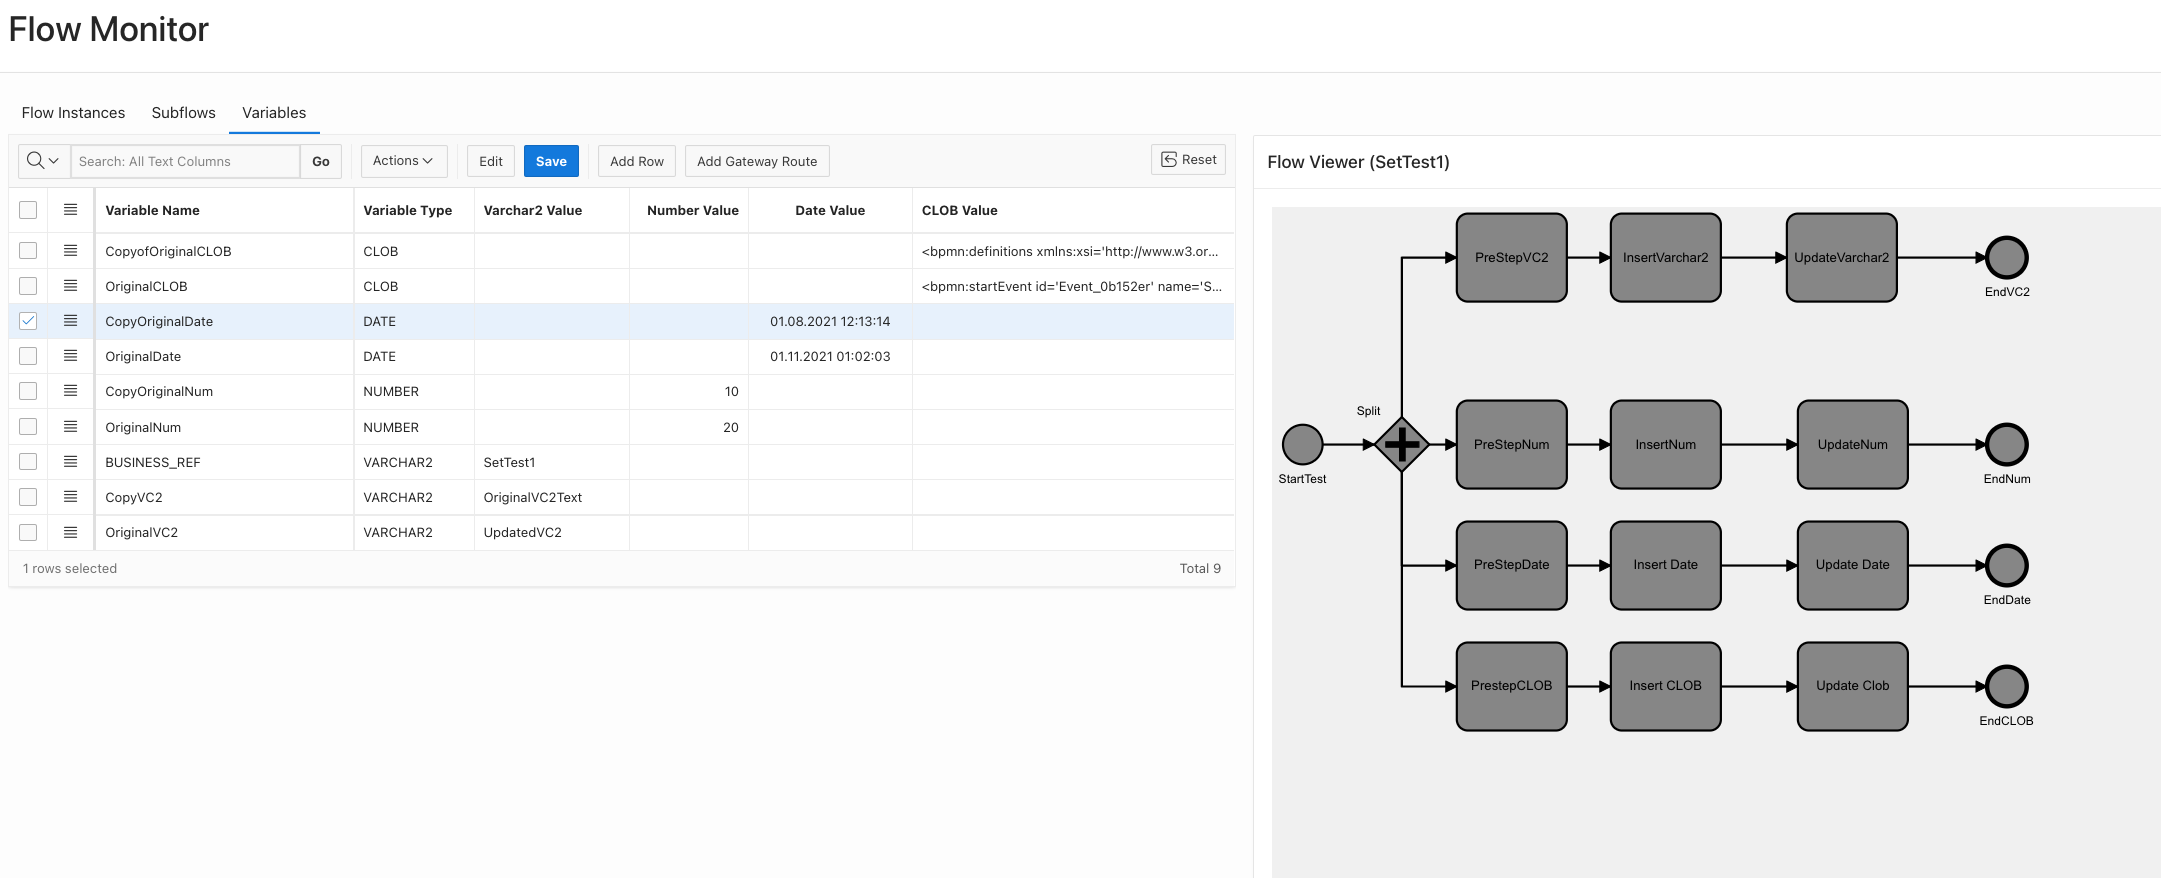 Flow Monitor
Flow Instances Subflows Variables
Search: All Text Columns Go Actions Edit Save Add Row Add Gateway Route Reset
Variable Name Variable Type Varchar2 Value Number Value Date Value CLOB Value
CopyofOriginalCLOB CLOB <bpmn:definitions xmlns:xsi='http://www.w3.or...
OriginalCLOB CLOB <bpmn:startEvent id='Event_0b152er' name='S...
CopyOriginalDate DATE 01.08.2021 12:13:14
OriginalDate DATE 01.11.2021 01:02:03
CopyOriginalNum NUMBER 10
OriginalNum NUMBER 20
BUSINESS_REF VARCHAR2 SetTest1
CopyVC2 VARCHAR2 OriginalVC2Text
OriginalVC2 VARCHAR2 UpdatedVC2
1 rows selected Total 9
Flow Viewer (SetTest1)
PreStepVC2 InsertVarchar2 UpdateVarchar2
EndVC2
Split
PreStepNum InsertNum UpdateNum
StartTest EndNum
PreStepDate Insert Date Update Date
EndDate
PrestepCLOB Insert CLOB Update Clob
EndCLOB